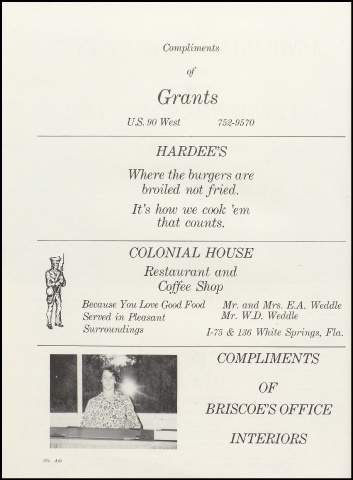 Compliments
of
Grants
U.S. 90 West 752-9570
HARDEE'S
Where the burgers are
broiled not fried.
It's how we cook 'em
that counts.
COLONIAL HOUSE
Restaurant and
Coffee Shop
Because You Love Good Food
Served in Pleasant
Surroundings
Mr. and Mrs. E.A. Weddle
Mr. W.D. Weddle
I-75 & 136 White Springs, Fla.
COMPLIMENTS
OF
BRISCOE'S OFFICE
INTERIORS